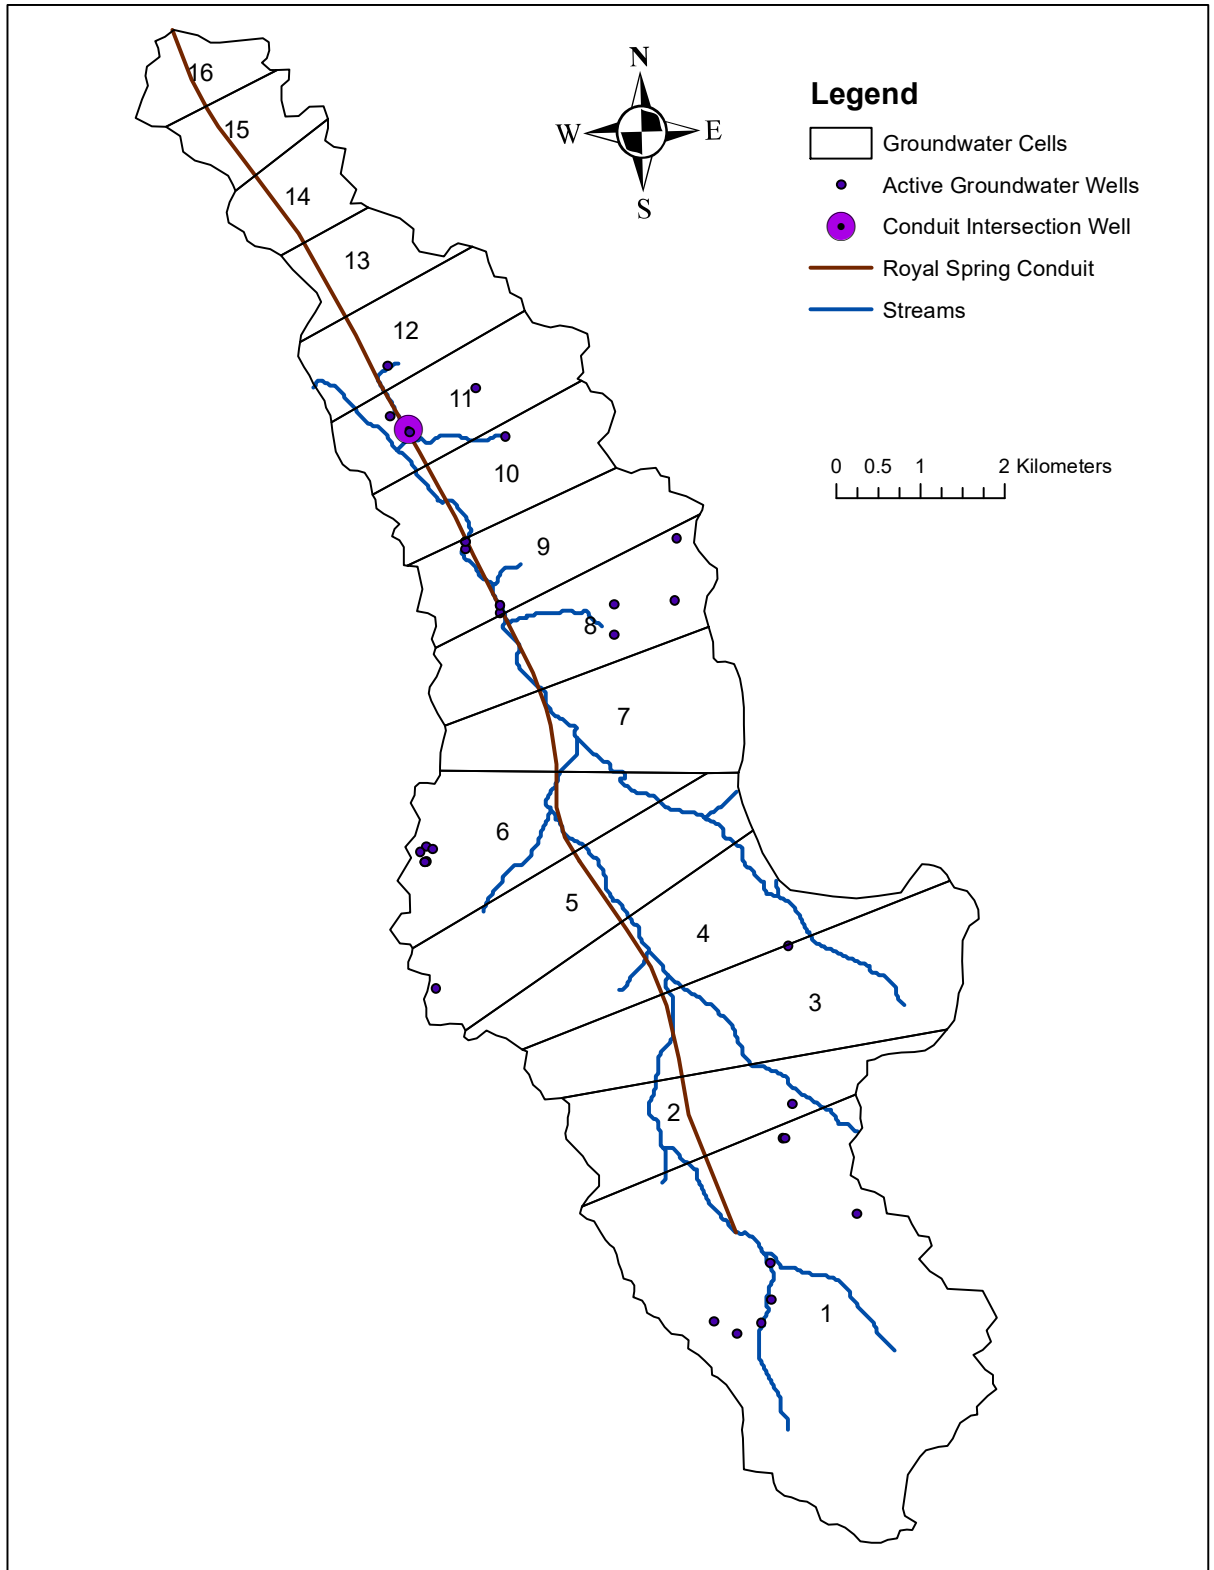 N
W E
S
Legend
Groundwater Cells
Active Groundwater Wells
Conduit Intersection Well
Royal Spring Conduit
Streams
0 0.5 1 2 Kilometers
16
15
14
13
12
11
10
9
8
7
6
5
4
3
2
1